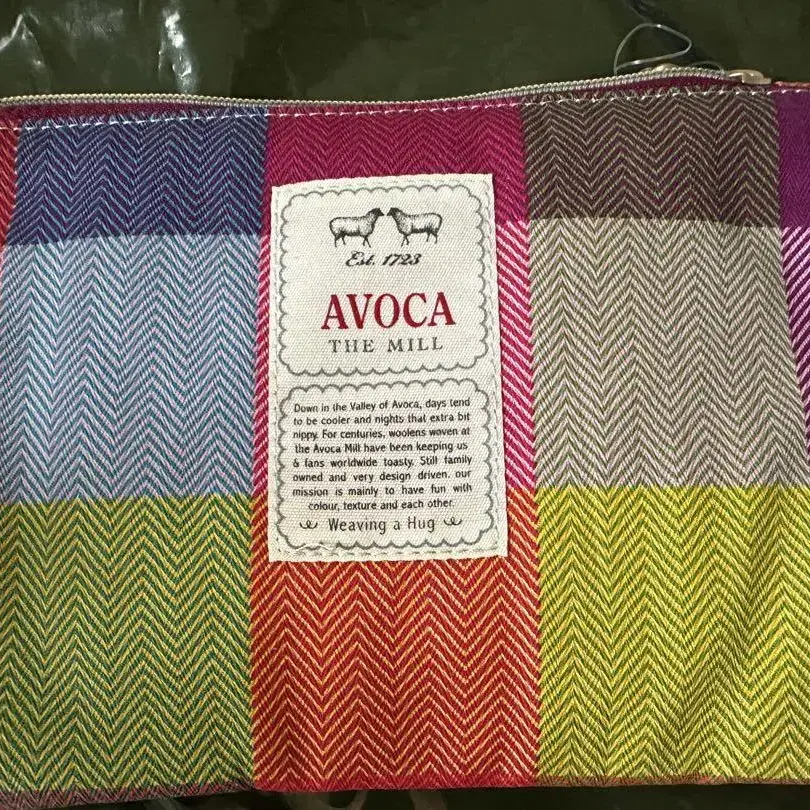 Est. 1723
AVOCA
THE MILL
Down in the Valley of Avoca, days tend
to be cooler and nights that extra bit
nippy. For centuries, woolens woven at
the Avoca Mill have been keeping us
& fans worldwide toasty. Still family
owned and very design driven. our
mission is mainly to have fun with
colour, texture and each other.
Weaving a Hug